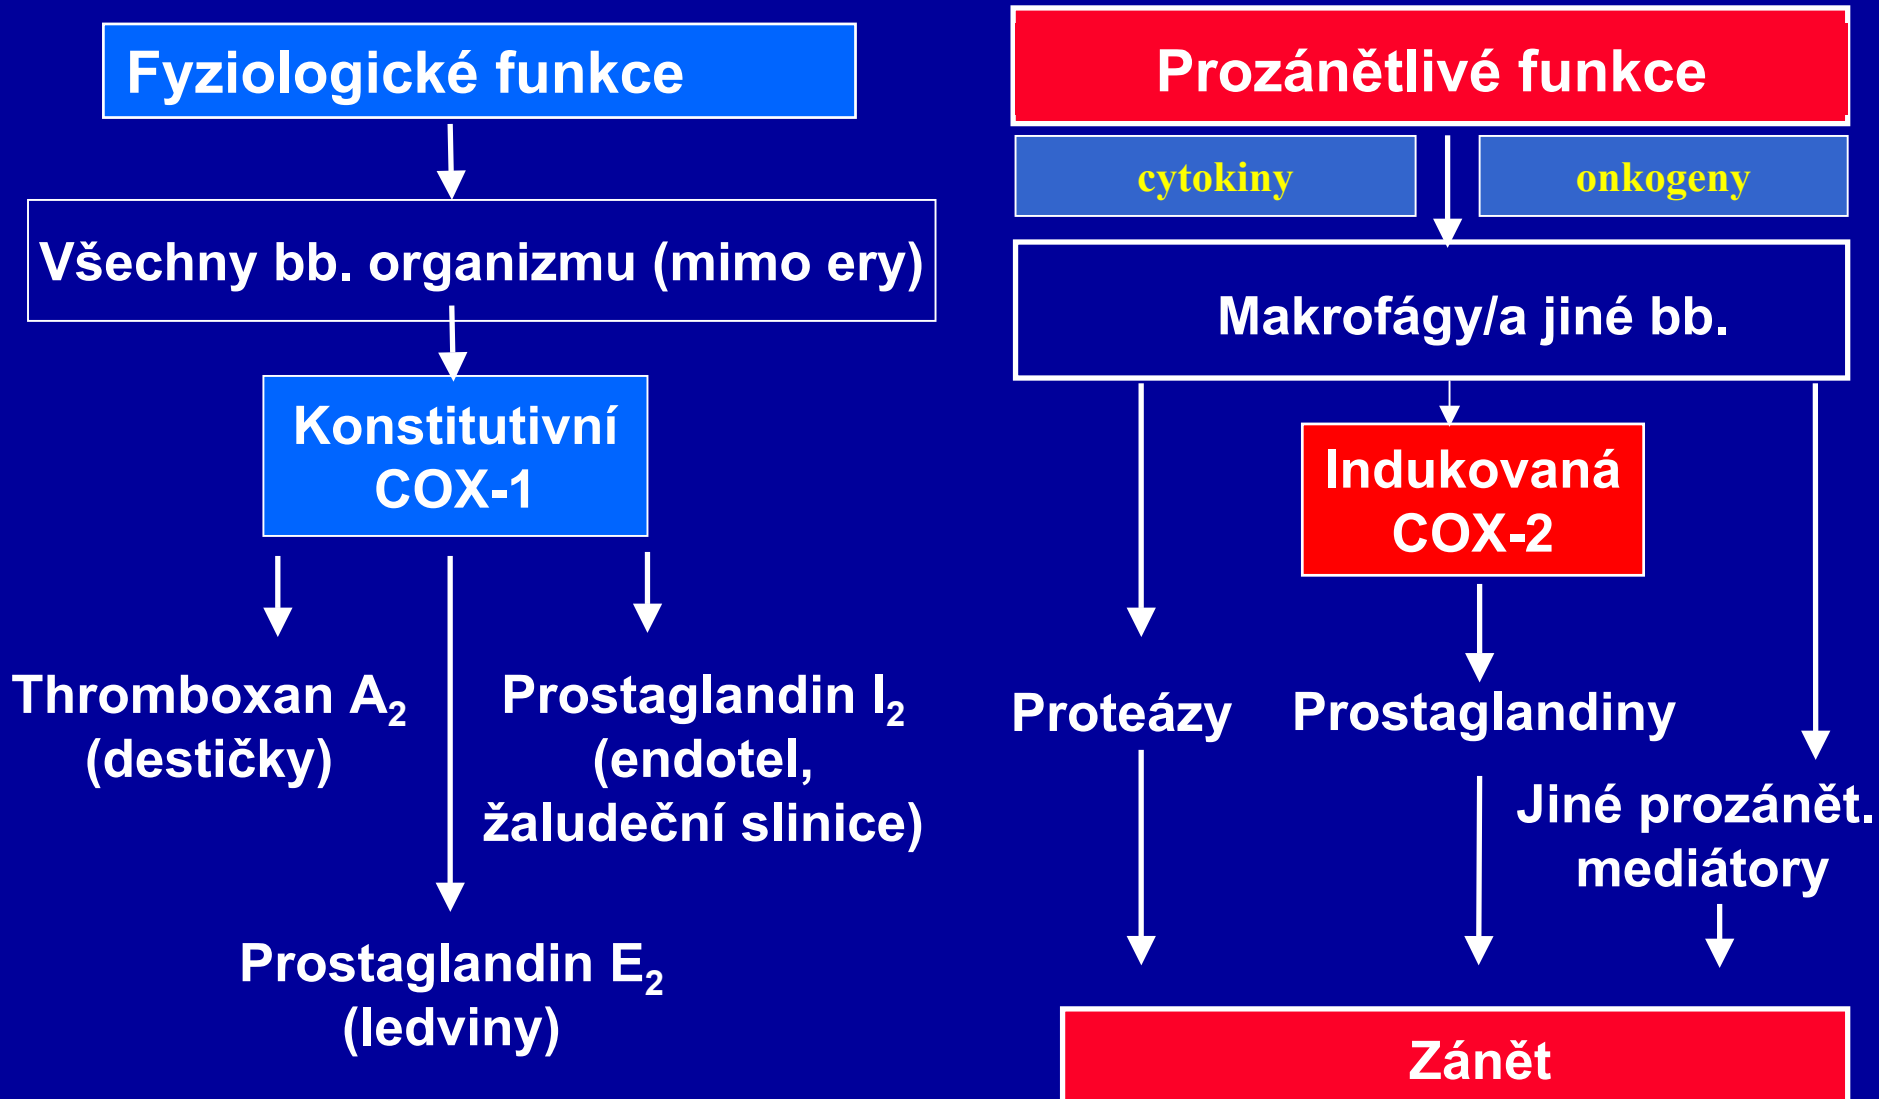 Fyziologické funkce
Všechny bb. organizmu (mimo ery)
Konstitutivní
COX-1
Thromboxan A₂
(destičky)
Prostaglandin I₂
(endotel,
žaludeční slinice)
Prostaglandin E₂
(ledviny)
Prozánětlivé funkce
cytokiny
onkogeny
Makrofágy/a jiné bb.
Indukovaná
COX-2
Proteázy
Prostaglandiny
Jiné prozánět.
mediátory
Zánět